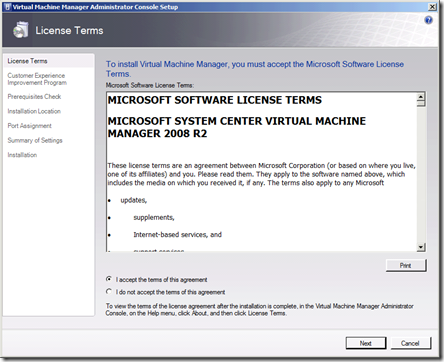 Virtual Machine Manager Administrator Console Setup
License Terms
License Terms
Customer Experience
Improvement Program
Prerequisites Check
Installation Location
Port Assignment
Summary of Settings
Installation
To install Virtual Machine Manager, you must accept the Microsoft Software License
Terms.
Microsoft Software License Terms:
MICROSOFT SOFTWARE LICENSE TERMS
MICROSOFT SYSTEM CENTER VIRTUAL MACHINE
MANAGER 2008 R2
These license terms are an agreement between Microsoft Corporation (or based on where you live,
one of its affiliates) and you. Please read them. They apply to the software named above, which
includes the media on which you received it, if any. The terms also apply to any Microsoft
• updates,
• supplements,
• Internet-based services, and
• support services
Print
I accept the terms of this agreement
I do not accept the terms of this agreement
To view the terms of the license agreement after the installation is complete, in the Virtual Machine Manager Administrator
Console, on the Help menu, click About, and then click License Terms.
Next
Cancel